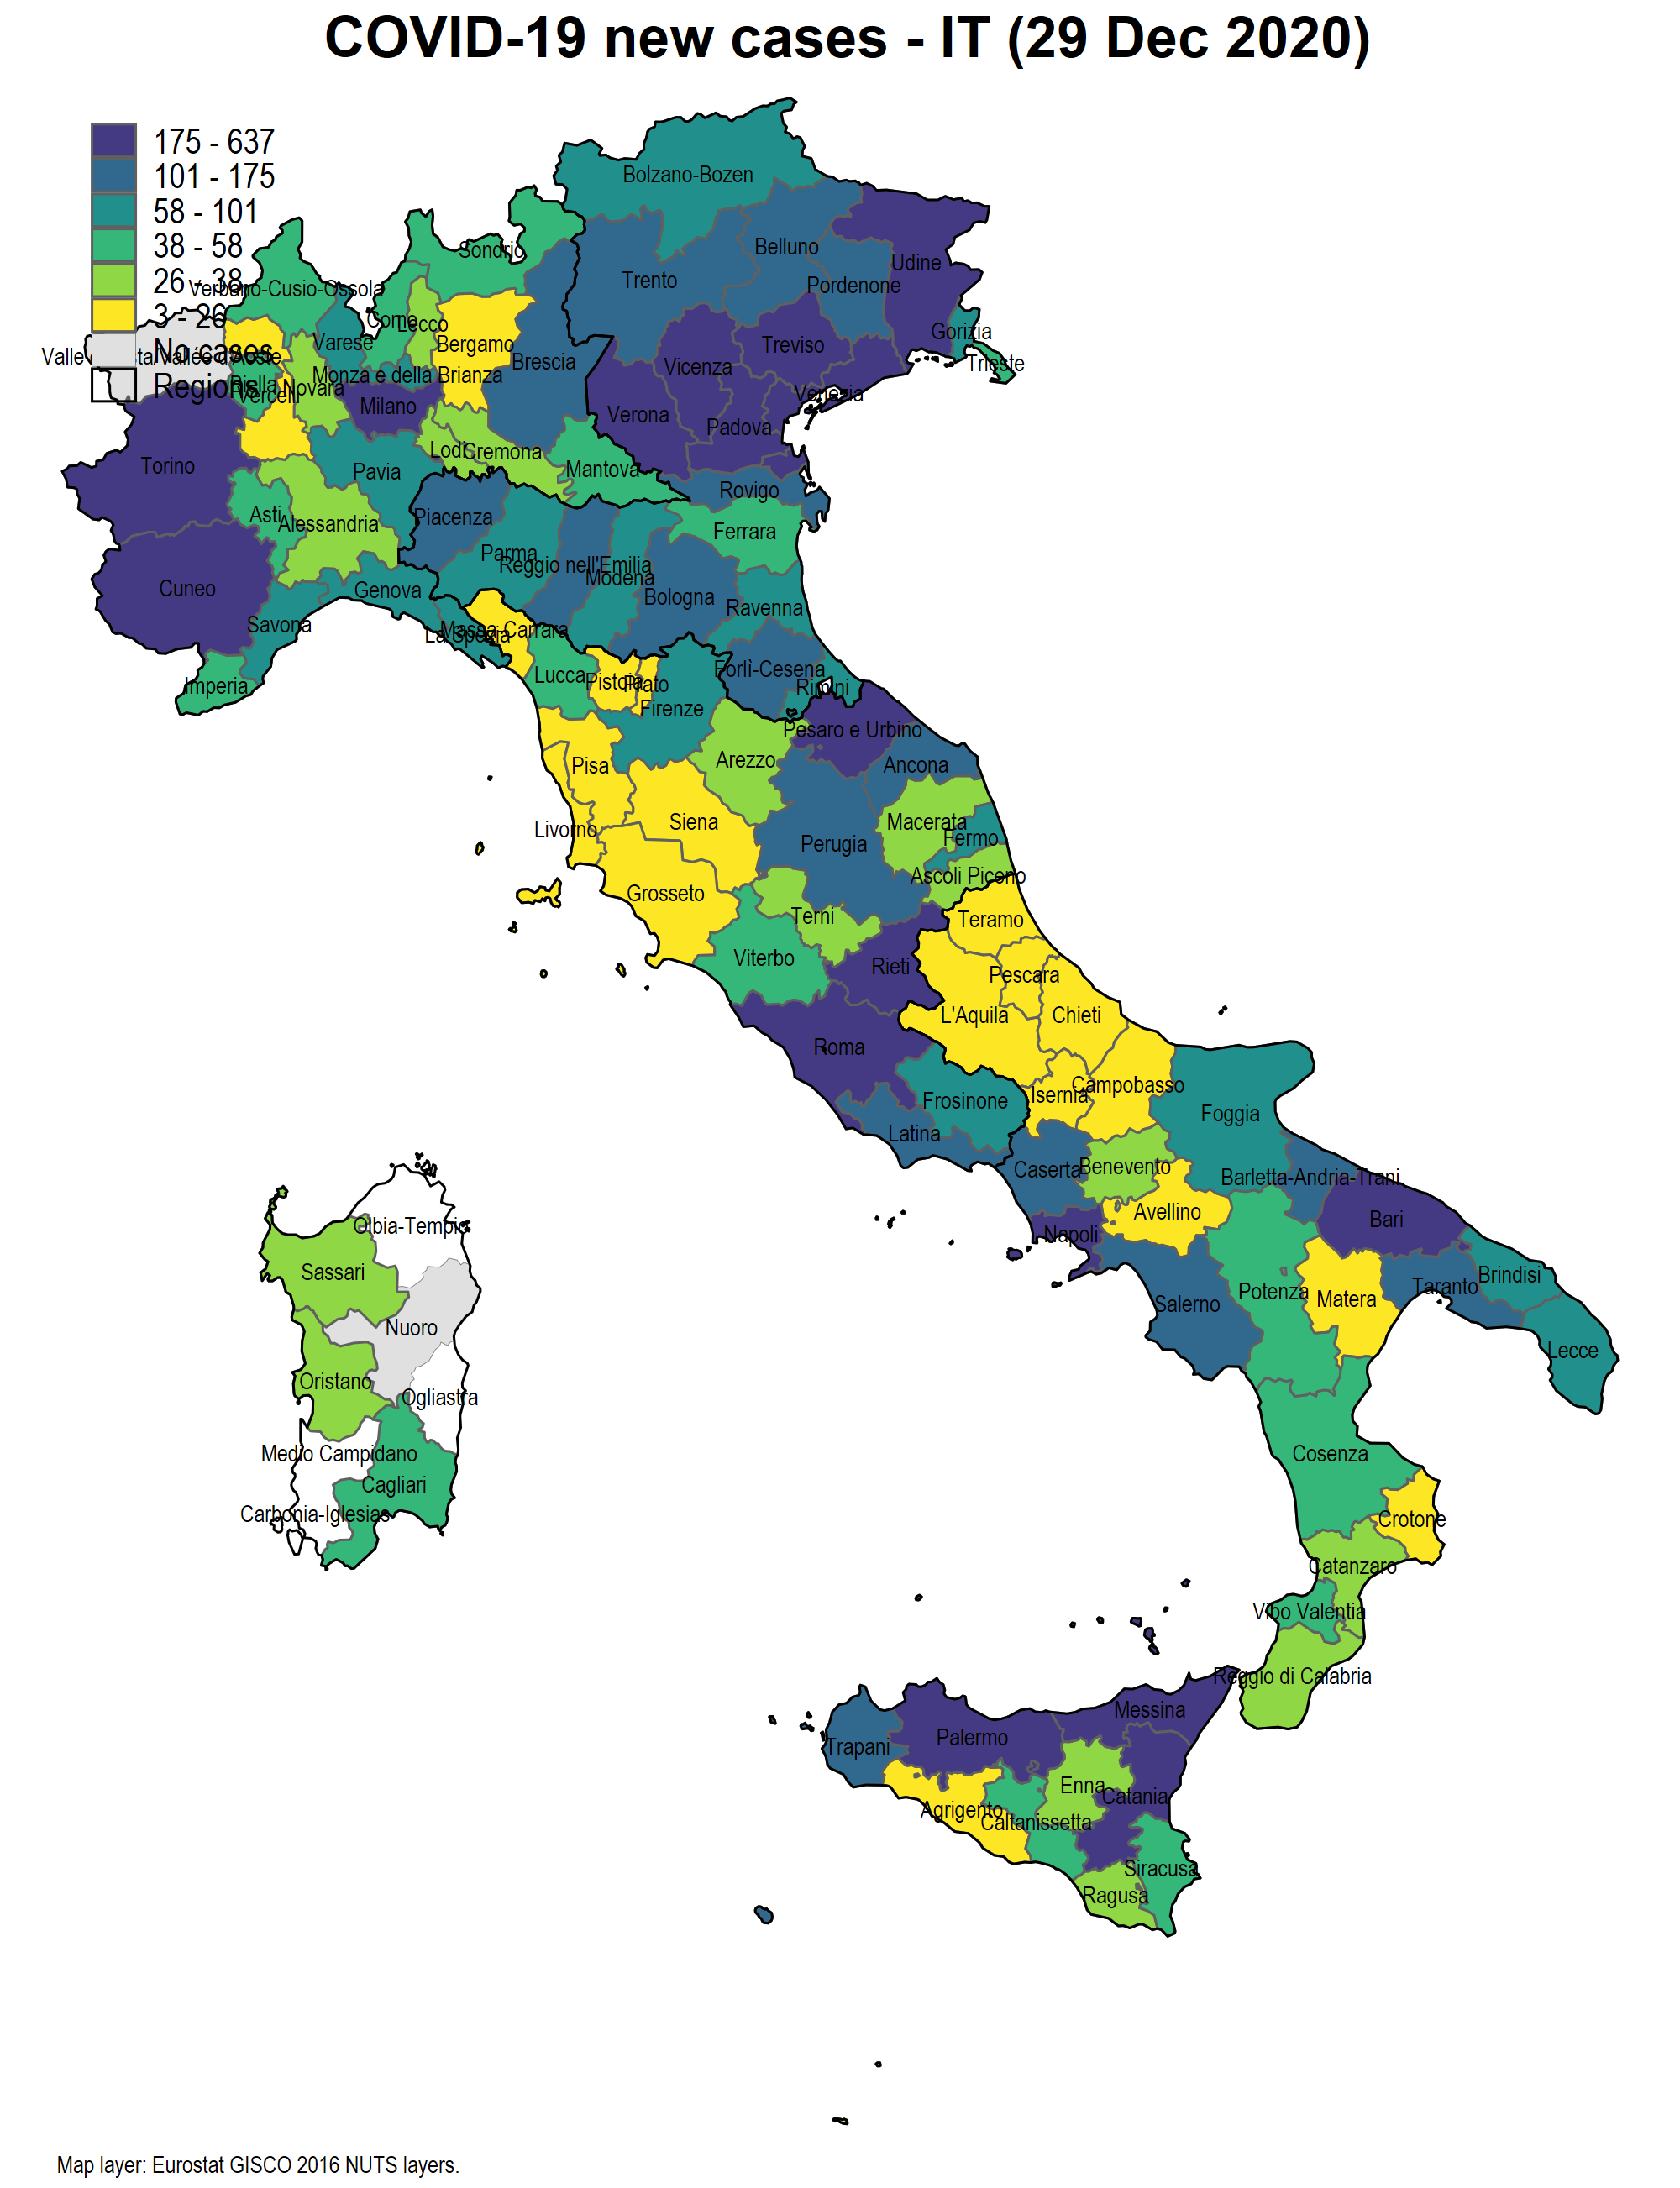 COVID-19 new cases - IT (29 Dec 2020)
175 - 637
101 - 175
58 - 101
38 - 58
26 - 38
3 - 26
No cases
Regions
Bolzano-Bozen
Belluno
Sondrio
Udine
Trento
Pordenone
Verbano-Cusio-Ossola
Como
Lecco
Gorizia
Varese
Bergamo
Treviso
Valle d'Aosta/Vallée d'Aoste
Brescia
Trieste
Vicenza
Monza e della Brianza
Biella
Novara
Vercelli
Venezia
Milano
Verona
Padova
Lodi
Cremona
Torino
Mantova
Pavia
Rovigo
Asti
Alessandria
Piacenza
Ferrara
Parma
Reggio nell'Emilia
Modena
Cuneo
Genova
Bologna
Ravenna
Savona
Massa-Carrara
La Spezia
Forlì-Cesena
Lucca
Pistoia
Prato
Imperia
Rimini
Firenze
Pesaro e Urbino
Arezzo
Pisa
Ancona
Siena
Macerata
Livorno
Fermo
Perugia
Ascoli Piceno
Grosseto
Terni
Teramo
Viterbo
Rieti
Pescara
L'Aquila
Chieti
Roma
Campobasso
Isernia
Frosinone
Foggia
Latina
Caserta
Benevento
Barletta-Andria-Trani
Avellino
Bari
Olbia-Tempio
Napoli
Sassari
Brindisi
Taranto
Potenza
Matera
Salerno
Nuoro
Lecce
Oristano
Ogliastra
Medio Campidano
Cosenza
Cagliari
Carbonia-Iglesias
Crotone
Catanzaro
Vibo Valentia
Reggio di Calabria
Messina
Palermo
Trapani
Enna
Catania
Agrigento
Caltanissetta
Siracusa
Ragusa
Map layer: Eurostat GISCO 2016 NUTS layers.